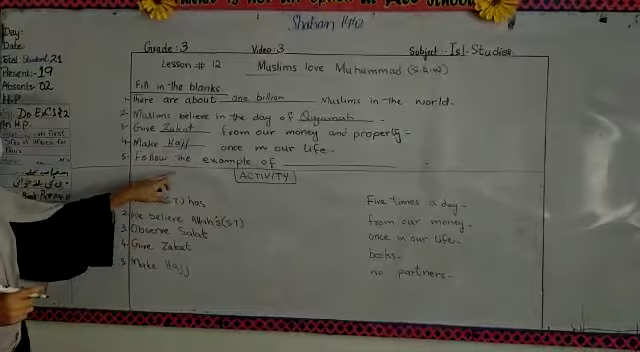 Shaban 1442
Day:
Date:
Total Student: 21
Present:- 19
Absents:- 02
H.P
Do Ex C1 & 2
Grade: 3 Video: 3 Subject: Isl-Studies
Lesson # 12 Muslims love Muhammad
Fill in the blanks
1- There are about one billion Muslims in the world.
2- Muslims believe in the day of Qiyamah.
3- Give Zakat from our money and property.
4- Make Hajj once in our life.
5- Follow the example of
ACTIVITY
ST) has Five times a day.
2- We believe Allah's (ST) from our money.
3. Observe Salat once in our life.
4- Give Zakat books.
5 Make Hajj no partners.